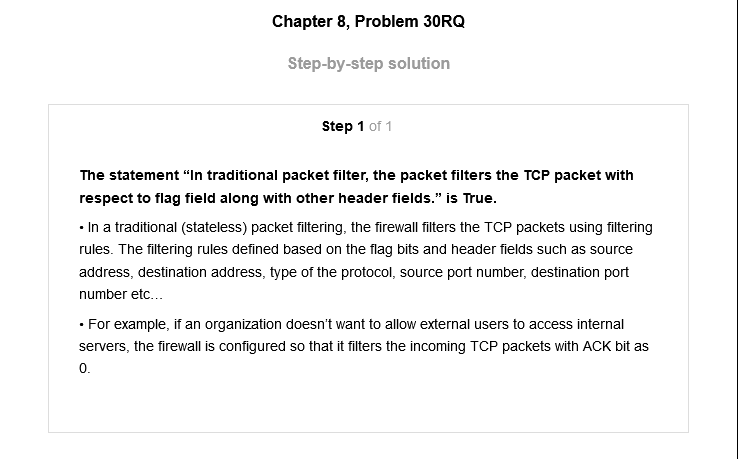 Chapter 8, Problem 30RQ
Step-by-step solution
Step 1 of 1
The statement “In traditional packet filter, the packet filters the TCP packet with
respect to flag field along with other header fields.” is True.
• In a traditional (stateless) packet filtering, the firewall filters the TCP packets using filtering
rules. The filtering rules defined based on the flag bits and header fields such as source
address, destination address, type of the protocol, source port number, destination port
number etc…
• For example, if an organization doesn’t want to allow external users to access internal
servers, the firewall is configured so that it filters the incoming TCP packets with ACK bit as
0.